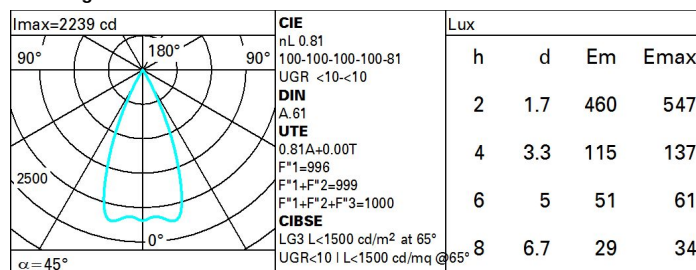 Imax=2239 cd
90° 180° 90°
2500
0°
α=45°
CIE
nL 0.81
100-100-100-100-81
UGR <10-<10
DIN
A.61
UTE
0.81A+0.00T
F"1=996
F"1+F"2=999
F"1+F"2+F"3=1000
CIBSE
LG3 L<1500 cd/m² at 65°
UGR<10 | L<1500 cd/mq @65°
Lux
h d Em Emax
2 1.7 460 547
4 3.3 115 137
6 5 51 61
8 6.7 29 34